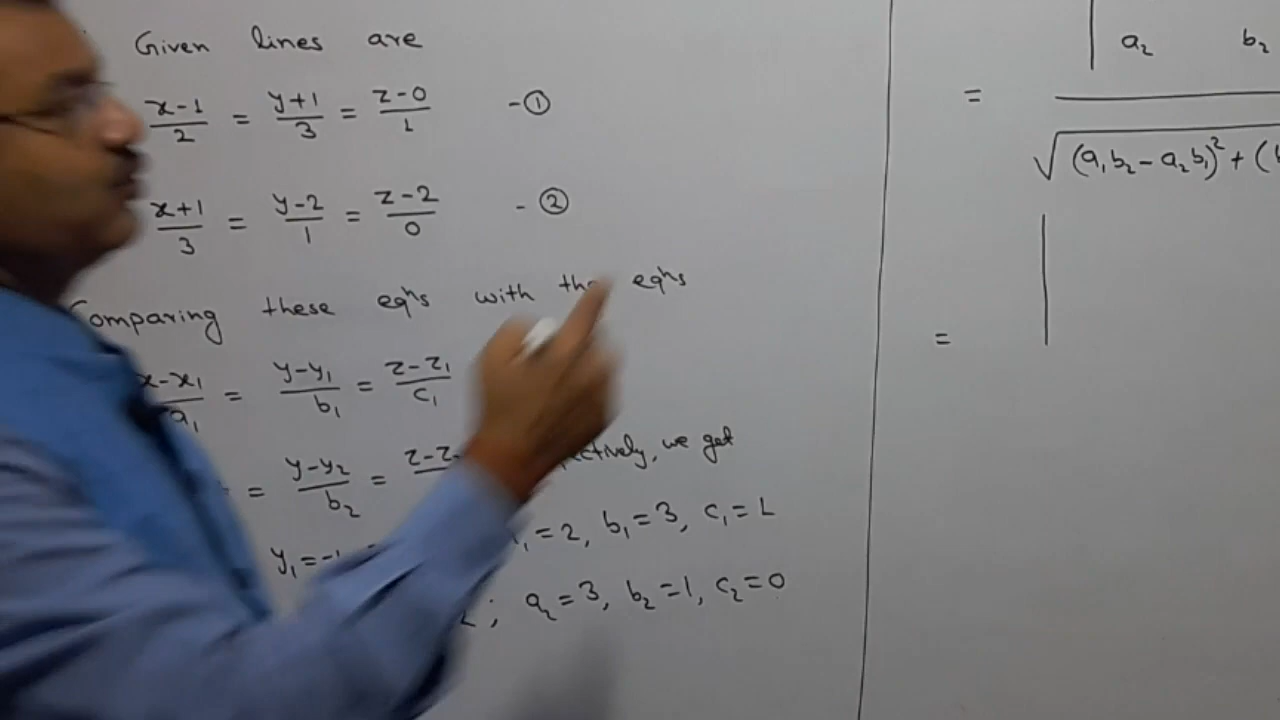 Given lines are
x-1/2 = y+1/3 = z-0/1 -①
x+1/3 = y-2/1 = z-2/0 -②
Comparing these eqns with the eqns
x-x₁/a₁ = y-y₁/b₁ = z-z₁/c₁
= y-y₂/b₂ = z-z we get
y₁=-1 =2, b₁=3, c₁=1
; a₂=3, b₂=1, c₂=0
a₂ b₂
=
√(a₁b₂-a₂b₁)²+(
=